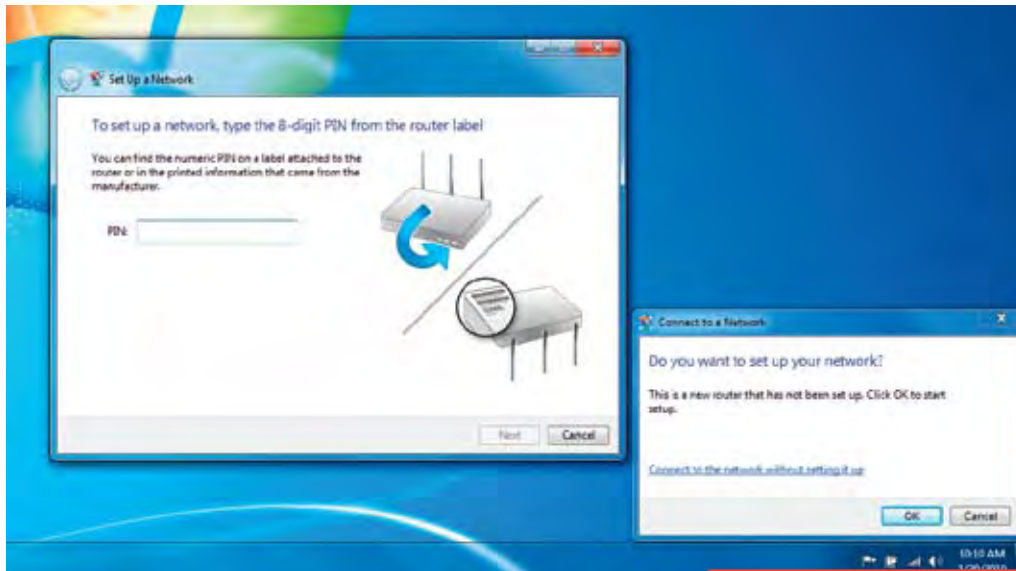 Set Up a Network
To set up a network, type the 8-digit PIN from the router label
You can find the numeric PIN on a label attached to the
router or in the printed information that came from the
manufacturer.
PIN:
Next
Cancel
Connect to a Network
Do you want to set up your network?
This is a new router that has not been set up. Click OK to start
setup.
Connect to the network without setting it up
OK
Cancel
10:10 AM